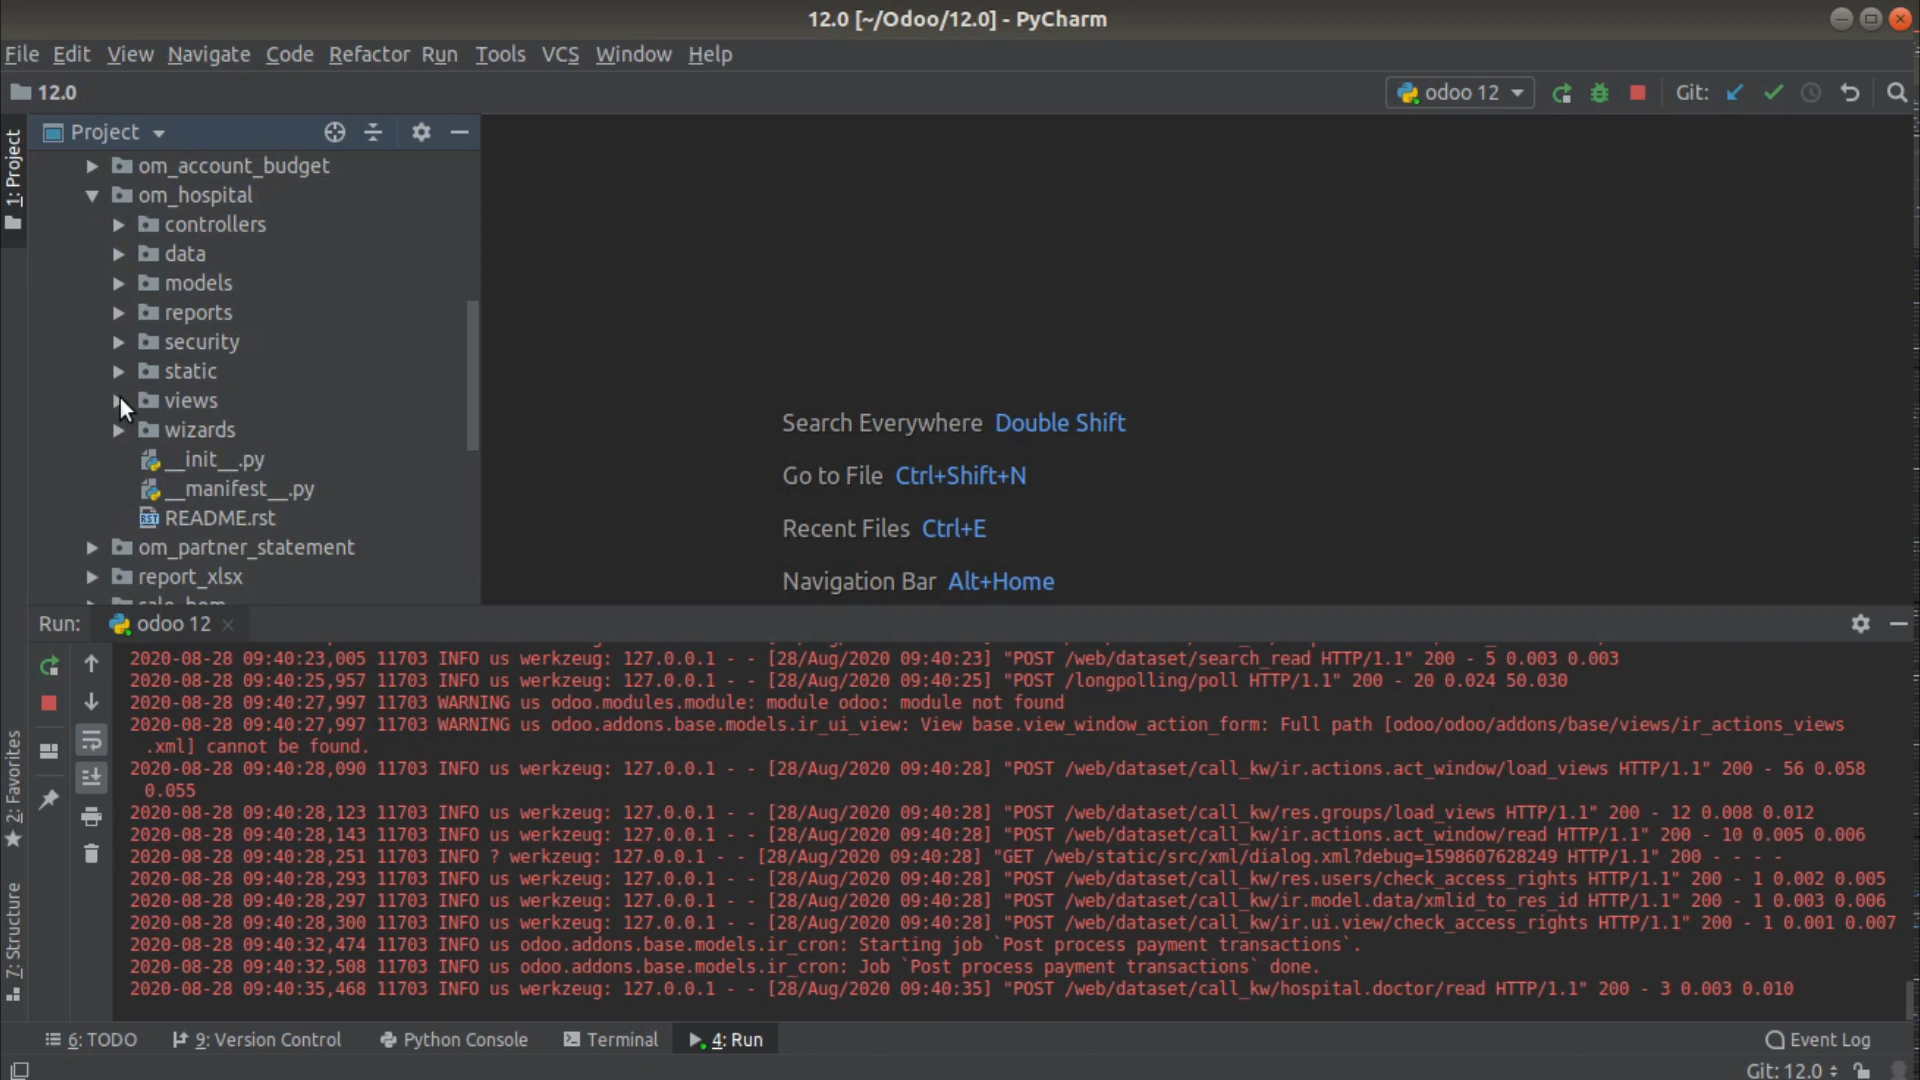 12.0 [~/Odoo/12.0] - PyCharm
File Edit View Navigate Code Refactor Run Tools VCS Window Help
12.0
odoo 12
Git:
1: Project
Project
om_account_budget
om_hospital
controllers
data
models
reports
security
static
views
wizards
__init__.py
__manifest__.py
README.rst
om_partner_statement
report_xlsx
Search Everywhere Double Shift
Go to File Ctrl+Shift+N
Recent Files Ctrl+E
Navigation Bar Alt+Home
Run: odoo 12
2020-08-28 09:40:23,005 11703 INFO us werkzeug: 127.0.0.1 - - [28/Aug/2020 09:40:23] "POST /web/dataset/search_read HTTP/1.1" 200 - 5 0.003 0.003
2020-08-28 09:40:25,957 11703 INFO us werkzeug: 127.0.0.1 - - [28/Aug/2020 09:40:25] "POST /longpolling/poll HTTP/1.1" 200 - 20 0.024 50.030
2020-08-28 09:40:27,997 11703 WARNING us odoo.modules.module: module odoo: module not found
2020-08-28 09:40:27,997 11703 WARNING us odoo.addons.base.models.ir_ui_view: View base.view_window_action_form: Full path [odoo/odoo/addons/base/views/ir_actions_views
.xml] cannot be found.
2020-08-28 09:40:28,090 11703 INFO us werkzeug: 127.0.0.1 - - [28/Aug/2020 09:40:28] "POST /web/dataset/call_kw/ir.actions.act_window/load_views HTTP/1.1" 200 - 56 0.058
0.055
2020-08-28 09:40:28,123 11703 INFO us werkzeug: 127.0.0.1 - - [28/Aug/2020 09:40:28] "POST /web/dataset/call_kw/res.groups/load_views HTTP/1.1" 200 - 12 0.008 0.012
2020-08-28 09:40:28,143 11703 INFO us werkzeug: 127.0.0.1 - - [28/Aug/2020 09:40:28] "POST /web/dataset/call_kw/ir.actions.act_window/read HTTP/1.1" 200 - 10 0.005 0.006
2020-08-28 09:40:28,251 11703 INFO ? werkzeug: 127.0.0.1 - - [28/Aug/2020 09:40:28] "GET /web/static/src/xml/dialog.xml?debug=1598607628249 HTTP/1.1" 200 - - - -
2020-08-28 09:40:28,293 11703 INFO us werkzeug: 127.0.0.1 - - [28/Aug/2020 09:40:28] "POST /web/dataset/call_kw/res.users/check_access_rights HTTP/1.1" 200 - 1 0.002 0.005
2020-08-28 09:40:28,297 11703 INFO us werkzeug: 127.0.0.1 - - [28/Aug/2020 09:40:28] "POST /web/dataset/call_kw/ir.model.data/xmlid_to_res_id HTTP/1.1" 200 - 1 0.003 0.006
2020-08-28 09:40:28,300 11703 INFO us werkzeug: 127.0.0.1 - - [28/Aug/2020 09:40:28] "POST /web/dataset/call_kw/ir.ui.view/check_access_rights HTTP/1.1" 200 - 1 0.001 0.007
2020-08-28 09:40:32,474 11703 INFO us odoo.addons.base.models.ir_cron: Starting job `Post process payment transactions`.
2020-08-28 09:40:32,508 11703 INFO us odoo.addons.base.models.ir_cron: Job `Post process payment transactions` done.
2020-08-28 09:40:35,468 11703 INFO us werkzeug: 127.0.0.1 - - [28/Aug/2020 09:40:35] "POST /web/dataset/call_kw/hospital.doctor/read HTTP/1.1" 200 - 3 0.003 0.010
2: Favorites
7: Structure
6: TODO 9: Version Control Python Console Terminal 4: Run Event Log
Git: 12.0